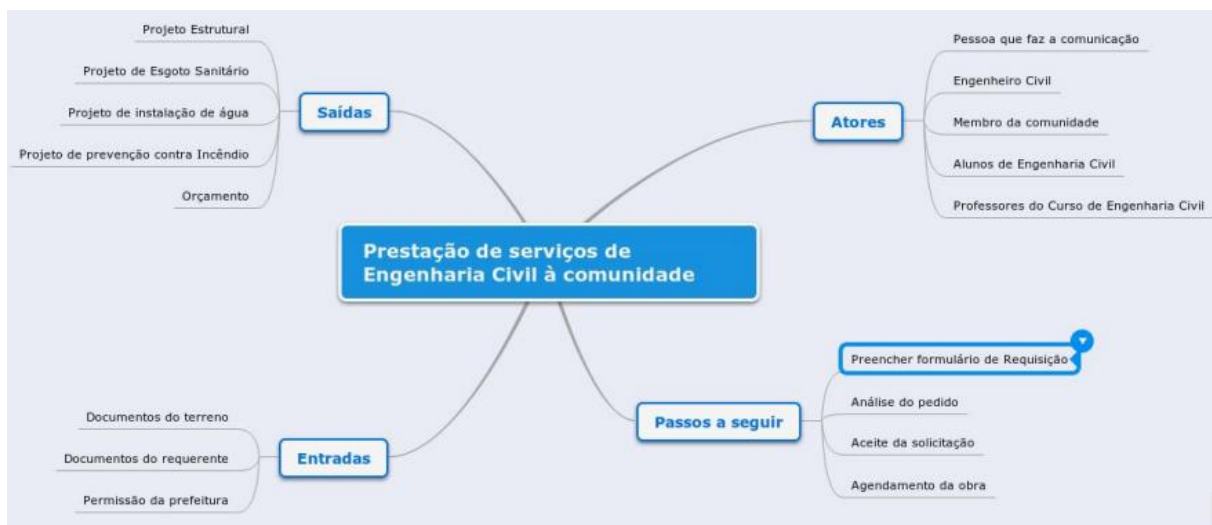 Projeto Estrutural
Projeto de Esgoto Sanitário
Projeto de instalação de água
Projeto de prevenção contra Incêndio
Orçamento
Saídas
Atores
Pessoa que faz a comunicação
Engenheiro Civil
Membro da comunidade
Alunos de Engenharia Civil
Professores do Curso de Engenharia Civil
Prestação de serviços de
Engenharia Civil à comunidade
Documentos do terreno
Documentos do requerente
Permissão da prefeitura
Entradas
Passos a seguir
Preencher formulário de Requisição
Análise do pedido
Aceite da solicitação
Agendamento da obra